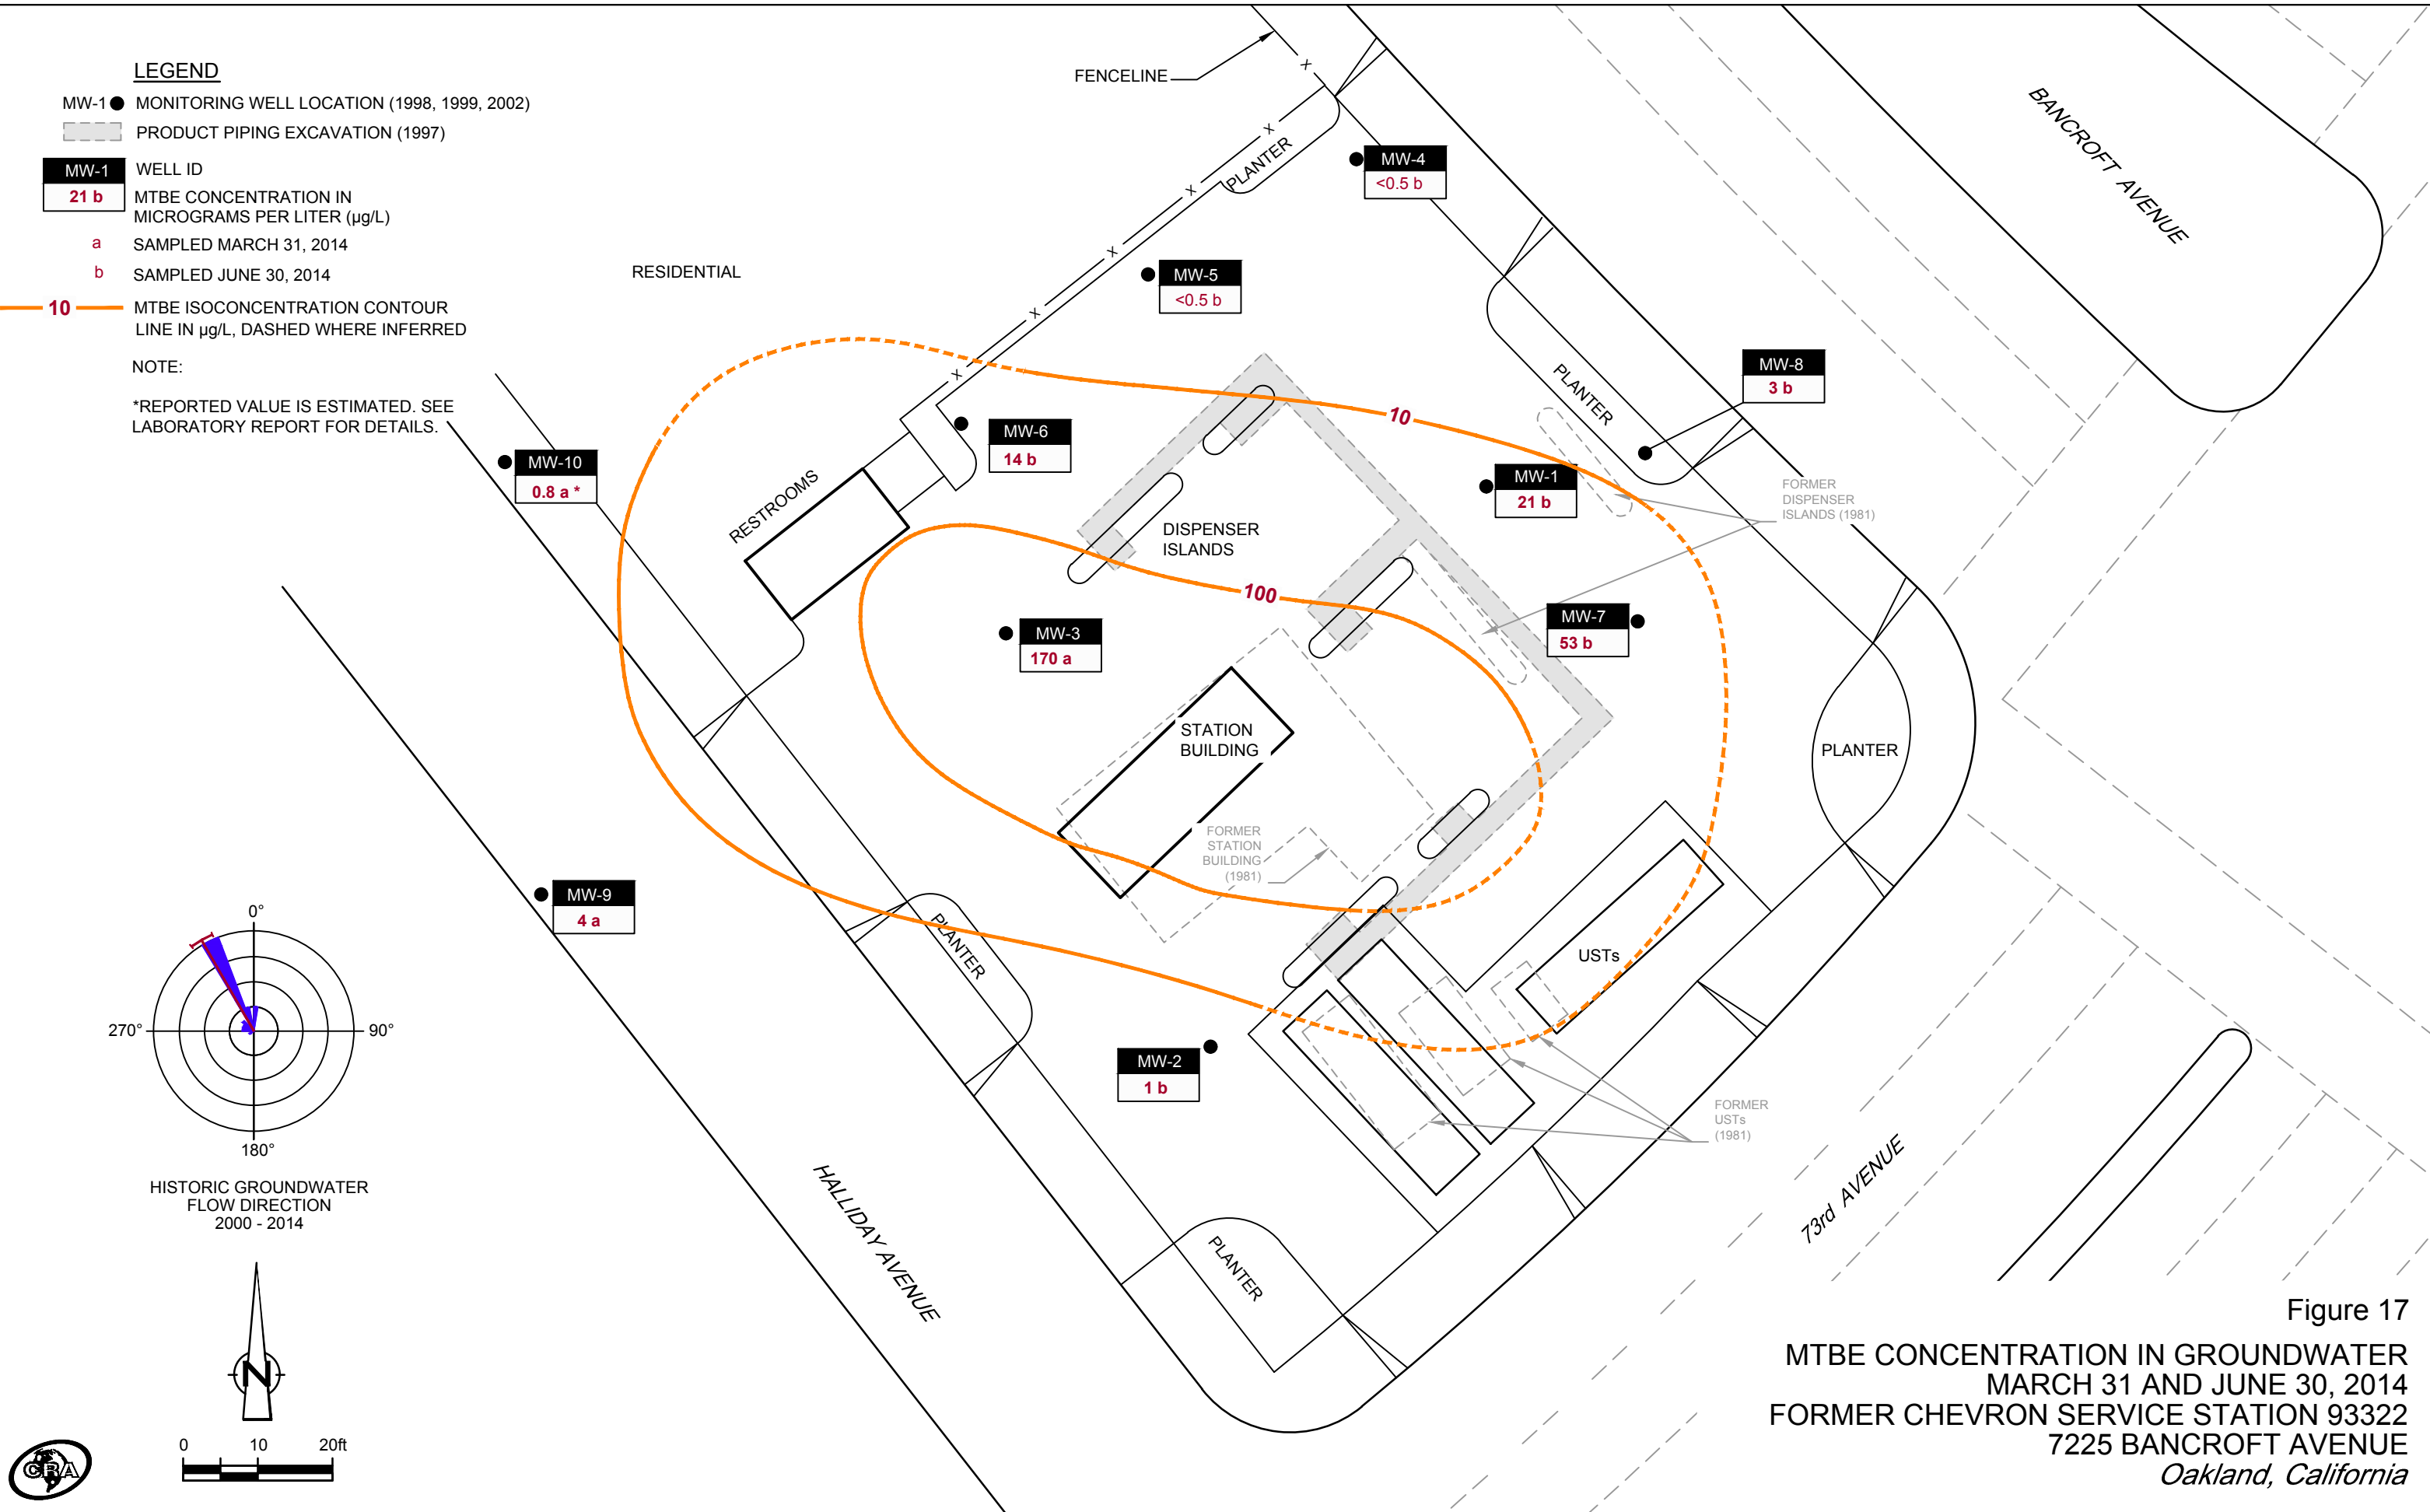 LEGEND
MW-1 MONITORING WELL LOCATION (1998, 1999, 2002)
PRODUCT PIPING EXCAVATION (1997)
MW-1 WELL ID
21 b MTBE CONCENTRATION IN
MICROGRAMS PER LITER (µg/L)
a SAMPLED MARCH 31, 2014
b SAMPLED JUNE 30, 2014
10 MTBE ISOCONCENTRATION CONTOUR
LINE IN µg/L, DASHED WHERE INFERRED
NOTE:
*REPORTED VALUE IS ESTIMATED. SEE
LABORATORY REPORT FOR DETAILS.
FENCELINE
X
X
X
X
X
X
PLANTER
MW-4
<0.5 b
BANCROFT AVENUE
RESIDENTIAL
MW-5
<0.5 b
PLANTER
MW-8
3 b
10
MW-6
14 b
MW-10
0.8 a *
RESTROOMS
MW-1
21 b
FORMER
DISPENSER
ISLANDS (1981)
DISPENSER
ISLANDS
100
MW-3
170 a
MW-7
53 b
STATION
BUILDING
PLANTER
FORMER
STATION
BUILDING
(1981)
MW-9
4 a
PLANTER
USTs
MW-2
1 b
FORMER
USTs
(1981)
73rd AVENUE
HALLIDAY AVENUE
PLANTER
0°
270°
90°
180°
HISTORIC GROUNDWATER
FLOW DIRECTION
2000 - 2014
N
0 10 20ft
CRA
Figure 17
MTBE CONCENTRATION IN GROUNDWATER
MARCH 31 AND JUNE 30, 2014
FORMER CHEVRON SERVICE STATION 93322
7225 BANCROFT AVENUE
Oakland, California